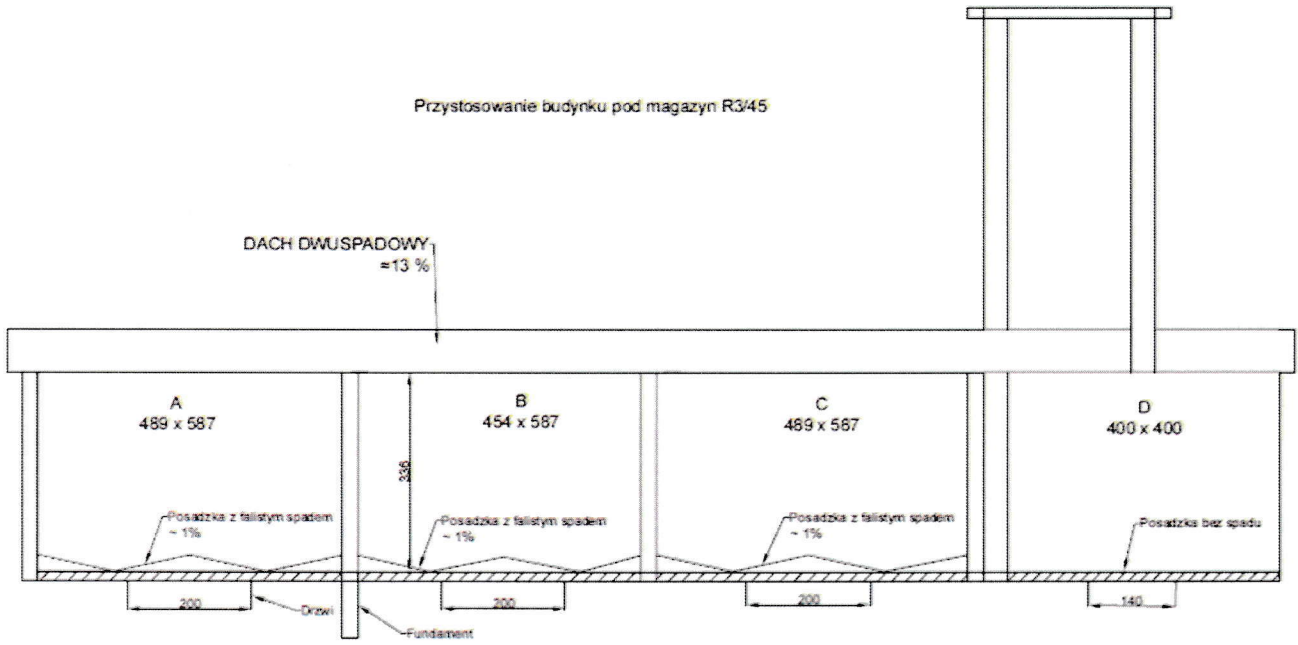 Przystosowanie budynku pod magazyn R3/45
DACH DWUSPADOWY
≈13 %
A
489 x 587
B
454 x 587
C
489 x 587
D
400 x 400
336
Posadzka z falistym spadem
~ 1%
Posadzka z falistym spadem
~ 1%
Posadzka z falistym spadem
~ 1%
Posadzka bez spadu
200
Drzwi
200
200
140
Fundament